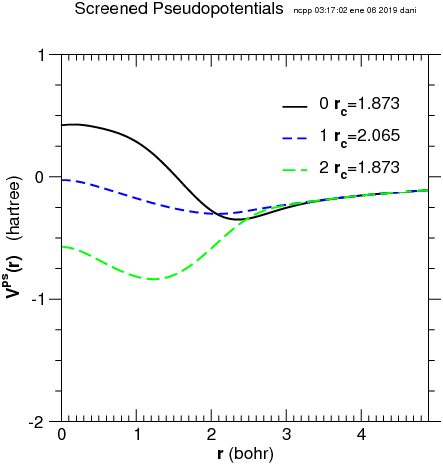 Screened Pseudopotentials ncpp 03:17:02 ene 06 2019 dani
1
0 rc=1.873
1 rc=2.065
2 rc=1.873
0
V^ps(r) (hartree)
-1
-2
0 1 2 3 4
r (bohr)